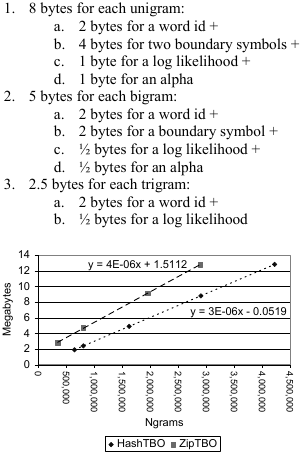 1. 8 bytes for each unigram:
a. 2 bytes for a word id +
b. 4 bytes for two boundary symbols +
c. 1 byte for a log likelihood +
d. 1 byte for an alpha
2. 5 bytes for each bigram:
a. 2 bytes for a word id +
b. 2 bytes for a boundary symbol +
c. ½ bytes for a log likelihood +
d. ½ bytes for an alpha
3. 2.5 bytes for each trigram:
a. 2 bytes for a word id +
b. ½ bytes for a log likelihood
14
12
10
8
6
4
2
0
Megabytes
y = 4E-06x + 1.5112
y = 3E-06x - 0.0519
0
500,000
1,000,000
1,500,000
2,000,000
2,500,000
3,000,000
3,500,000
4,000,000
4,500,000
Ngrams
HashTBO ZipTBO